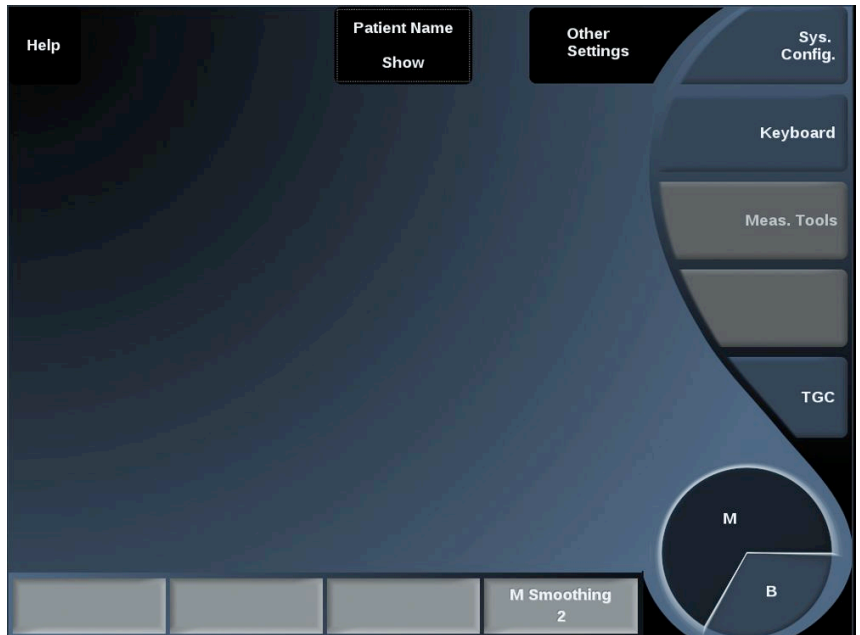 Help
Patient Name
Show
Other
Settings
Sys.
Config.
Keyboard
Meas. Tools
TGC
M
B
M Smoothing
2